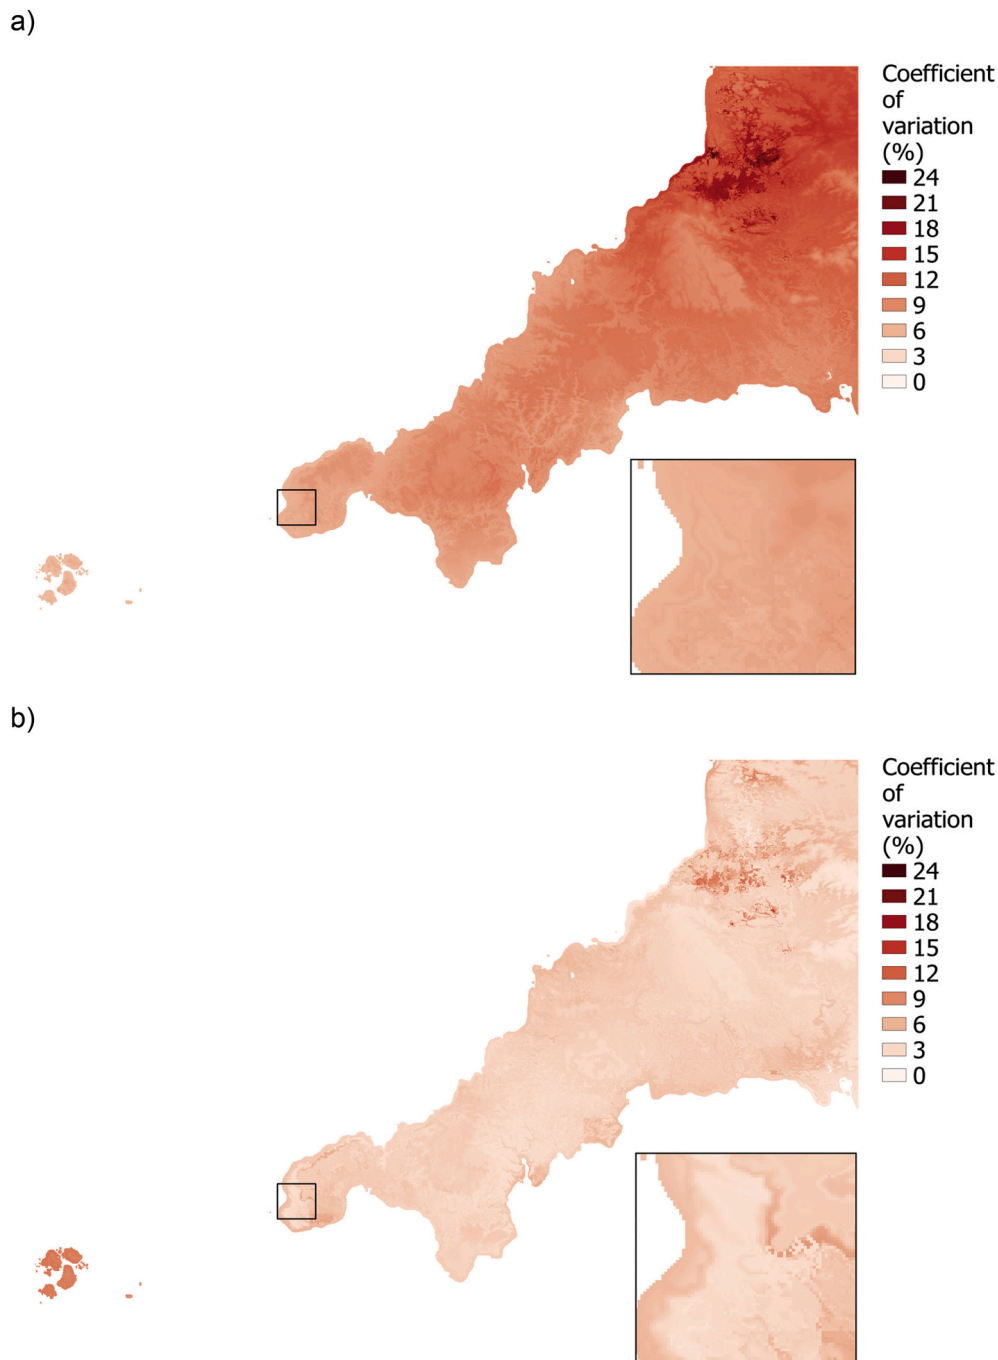 a)
Coefficient
of
variation
(%)
24
21
18
15
12
9
6
3
0
b)
Coefficient
of
variation
(%)
24
21
18
15
12
9
6
3
0